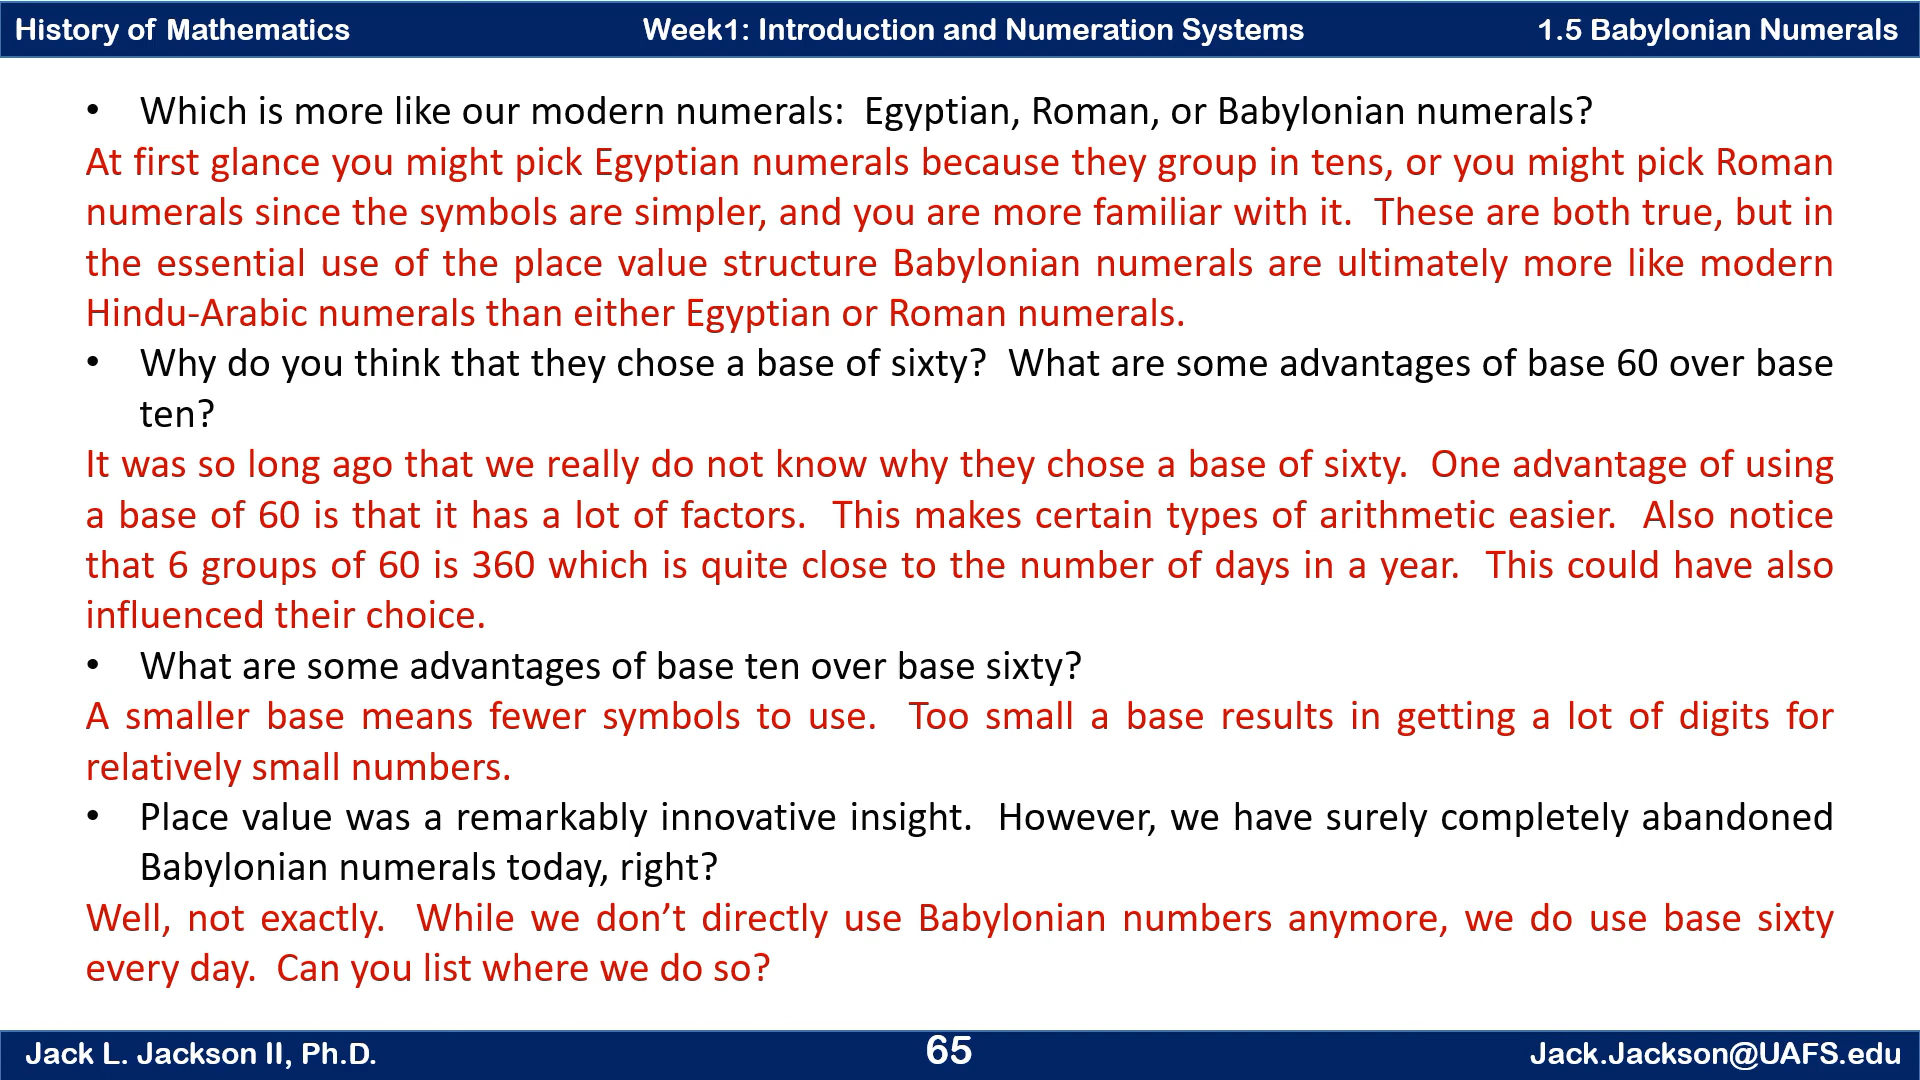 History of Mathematics
Week1: Introduction and Numeration Systems
1.5 Babylonian Numerals
• Which is more like our modern numerals:  Egyptian, Roman, or Babylonian numerals?
At first glance you might pick Egyptian numerals because they group in tens, or you might pick Roman
numerals since the symbols are simpler, and you are more familiar with it.  These are both true, but in
the essential use of the place value structure Babylonian numerals are ultimately more like modern
Hindu-Arabic numerals than either Egyptian or Roman numerals.
• Why do you think that they chose a base of sixty?  What are some advantages of base 60 over base
ten?
It was so long ago that we really do not know why they chose a base of sixty.  One advantage of using
a base of 60 is that it has a lot of factors.  This makes certain types of arithmetic easier.  Also notice
that 6 groups of 60 is 360 which is quite close to the number of days in a year.  This could have also
influenced their choice.
• What are some advantages of base ten over base sixty?
A smaller base means fewer symbols to use.  Too small a base results in getting a lot of digits for
relatively small numbers.
• Place value was a remarkably innovative insight.  However, we have surely completely abandoned
Babylonian numerals today, right?
Well, not exactly.  While we don’t directly use Babylonian numbers anymore, we do use base sixty
every day.  Can you list where we do so?
Jack L. Jackson II, Ph.D.
65
Jack.Jackson@UAFS.edu